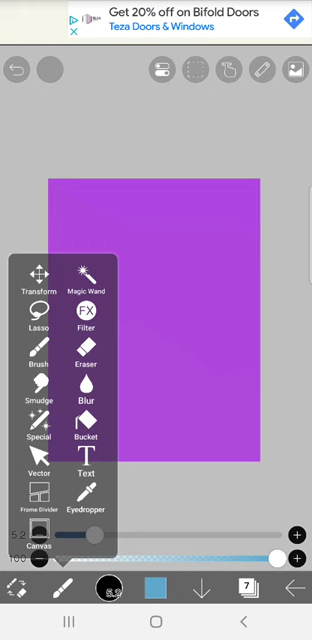 Get 20% off on Bifold Doors
Teza Doors & Windows
Transform
Magic Wand
Lasso
FX
Filter
Brush
Eraser
Smudge
Blur
Special
Bucket
Vector
T
Text
Frame Divider
Eyedropper
Canvas
5.2
100
5.2
7